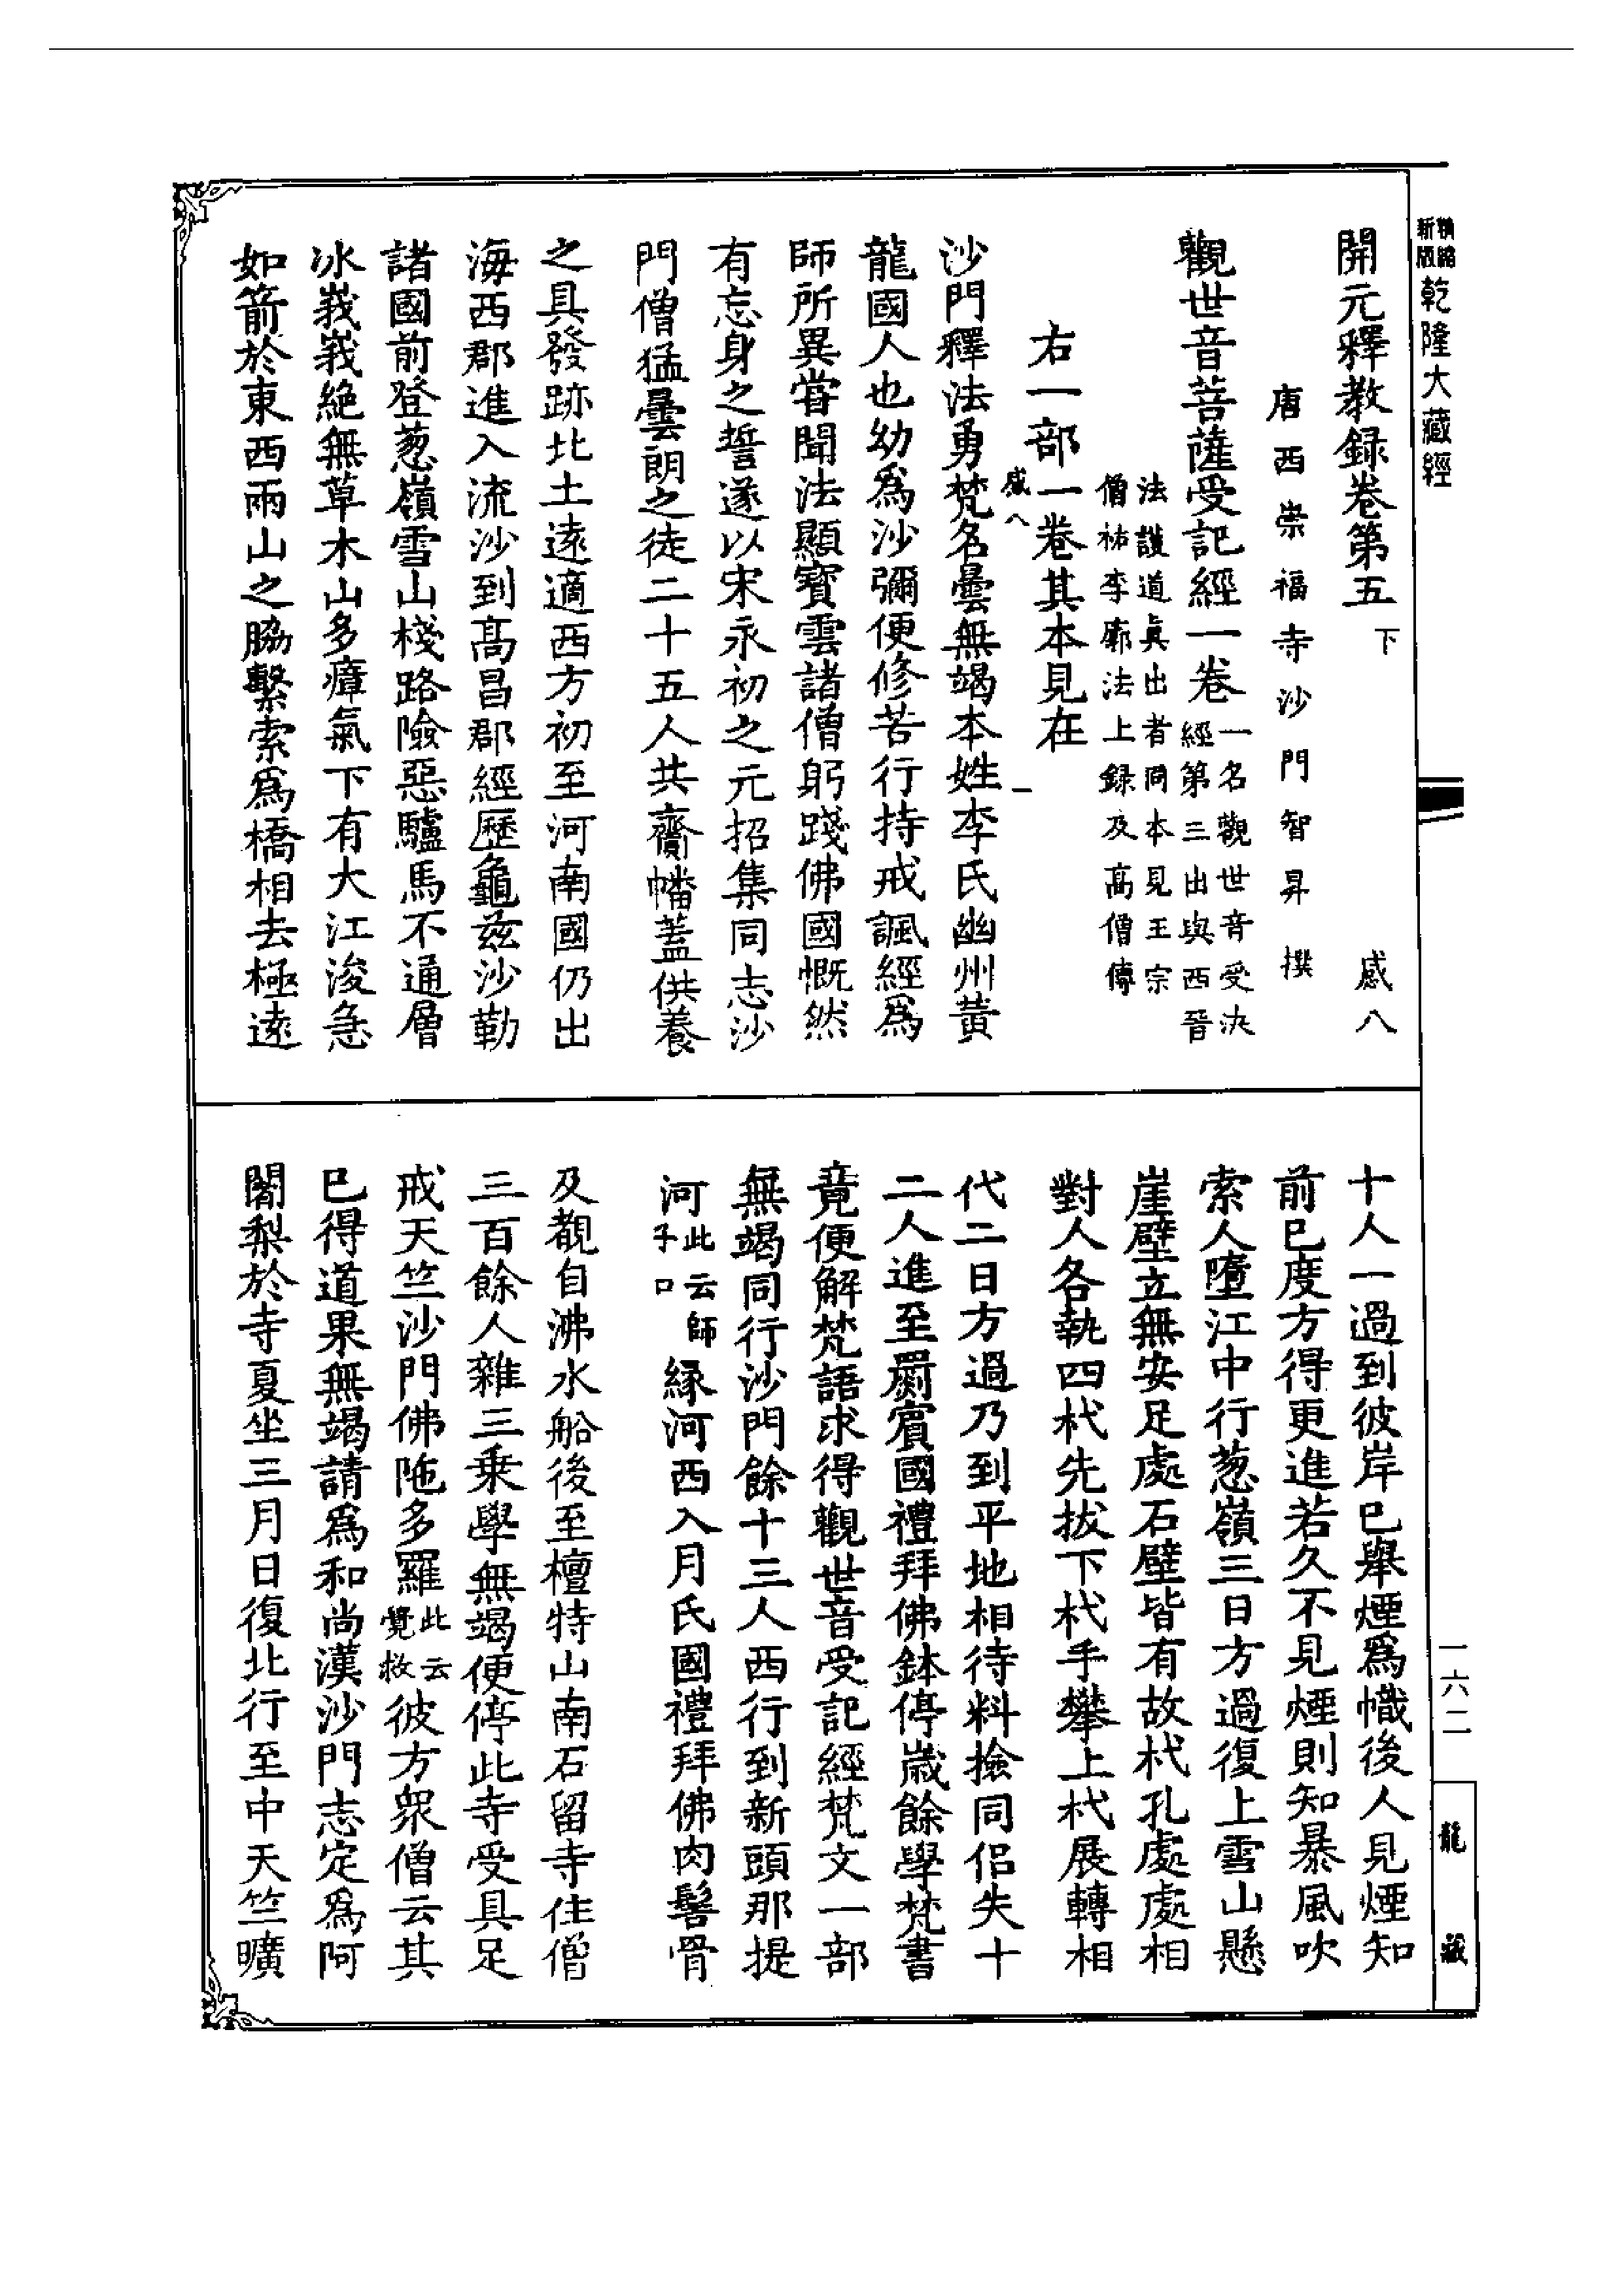 精縮新版 乾隆大藏經
開元釋教録卷第五 下 感八
唐西崇福寺沙門智昇撰
觀世音菩薩受記經一卷 一名觀世音受決經第三出與西晉
法護道眞出者同本見王宗僧祐李廓法上録及高僧傳
右一部一卷其本見在
感八 一
沙門釋法勇梵名曇無竭本姓李氏幽州黃
龍國人也幼爲沙彌便修苦行持戒諷經爲
師所異甞聞法顯寶雲諸僧躬踐佛國慨然
有忘身之誓遂以宋永初之元招集同志沙
門僧猛曇朗之徒二十五人共齎幡蓋供養
之具發跡北土遠適西方初至河南國仍出
海西郡進入流沙到高昌郡經歷龜茲沙勒
諸國前登葱嶺雪山棧路險惡驢馬不通層
冰峩峩絕無草木山多瘴氣下有大江浚急
如箭於東西兩山之脇繫索爲橋相去極遠
十人一過到彼岸巳舉煙爲幟後人見煙知
前巳度方得更進若久不見煙則知暴風吹
索人墮江中行葱嶺三日方過復上雪山懸
崖壁立無安足處石壁皆有故杙孔處處相
對人各執四杙先拔下杙手攀上杙展轉相
代二日方過乃到平地相待料撿同侶失十
二人進至罽賓國禮拜佛鉢停歲餘學梵書
竟便解梵語求得觀世音受記經梵文一部
無竭同行沙門餘十三人西行到新頭那提
河 此云師子口 緣河西入月氏國禮拜佛肉髻骨
及覩自沸水船後至檀特山南石留寺住僧
三百餘人雜三乘學無竭便停此寺受具足
戒天竺沙門佛陁多羅 此云覺救 彼方衆僧云其
巳得道果無竭請爲和尚漢沙門志定爲阿
闍梨於寺夏坐三月日復北行至中天竺曠
一六二
龍藏